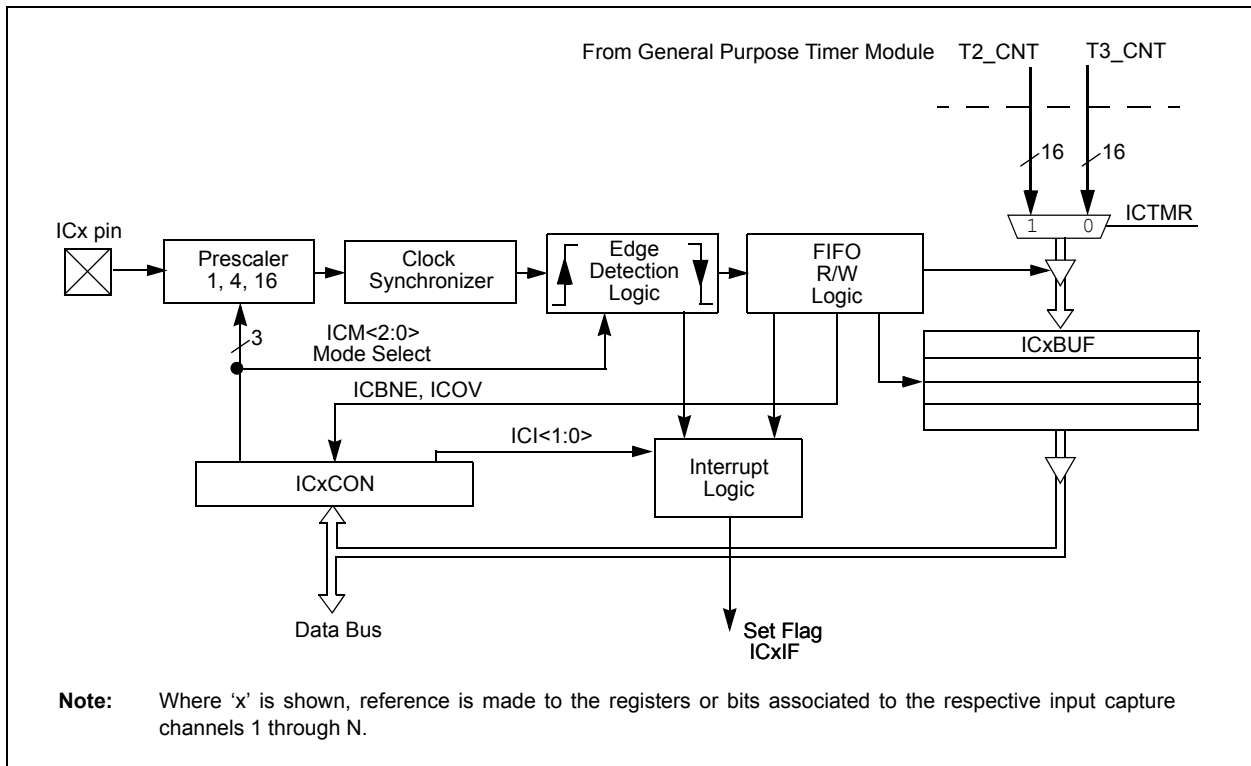 From General Purpose Timer Module T2_CNT T3_CNT
16 16
ICx pin
1 0 ICTMR
Prescaler
1, 4, 16
Clock
Synchronizer
Edge
Detection
Logic
FIFO
R/W
Logic
3
ICM<2:0>
Mode Select
ICxBUF
ICBNE, ICOV
ICI<1:0>
ICxCON
Interrupt
Logic
Data Bus
Set Flag
ICxIF
Note: Where ‘x’ is shown, reference is made to the registers or bits associated to the respective input capture
channels 1 through N.